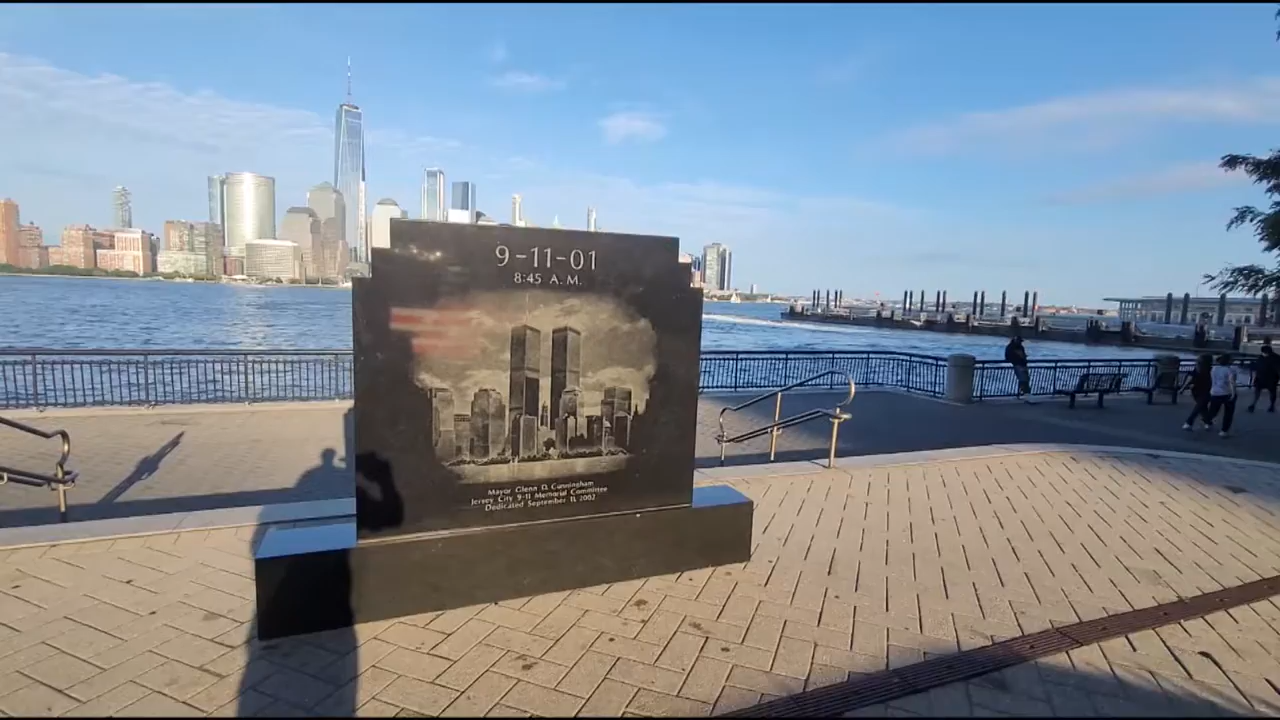 9-11-01
8:45 A.M.
Mayor Glenn D. Cunningham
Jersey City 9-11 Memorial Committee
Dedicated September 11, 2002